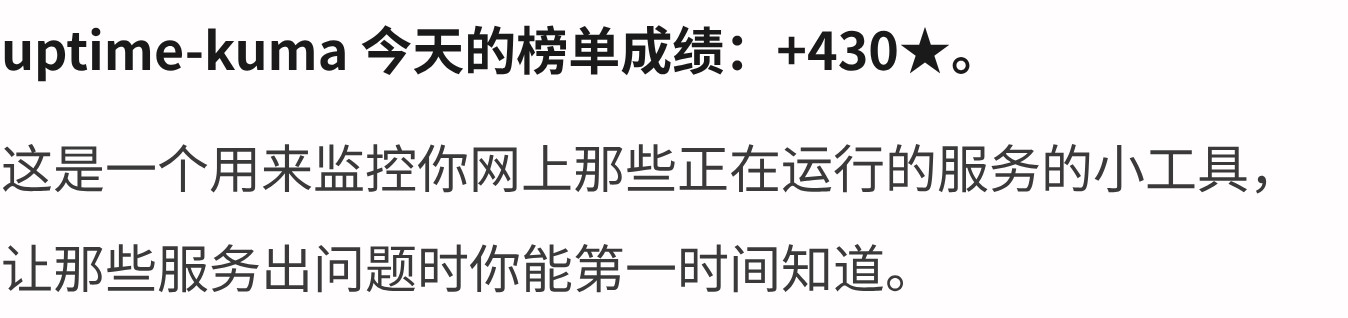 uptime-kuma 今天的榜单成绩：+430★。
这是一个用来监控你网上那些正在运行的服务的小工具，
让那些服务出问题时你能第一时间知道。